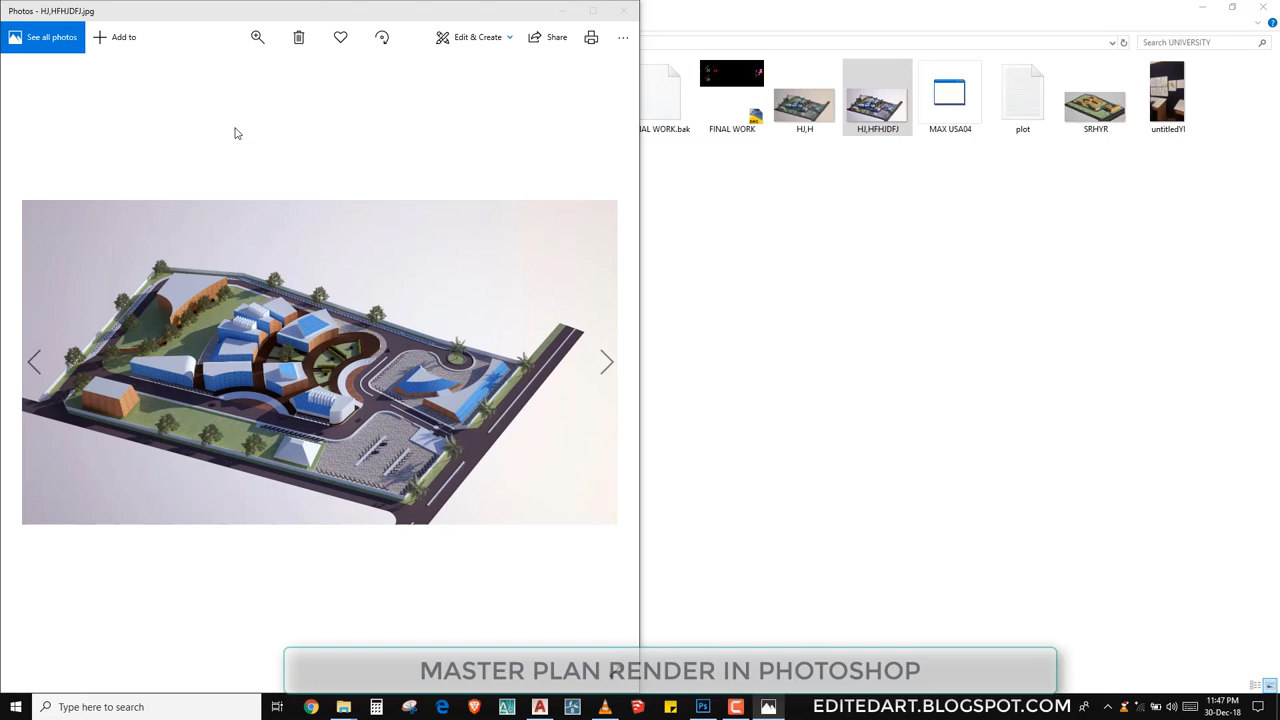 Photos - HJ,HFHJDFJ.jpg
See all photos
Add to
Edit & Create
Share
Search UNIVERSITY
AL WORK.bak
FINAL WORK
HJ,H
HJ,HFHJDFJ
MAX USA04
plot
SRHYR
untitledYI
MASTER PLAN RENDER IN PHOTOSHOP
Type here to search
EDITEDART.BLOGSPOT.COM
11:47 PM
30-Dec-18